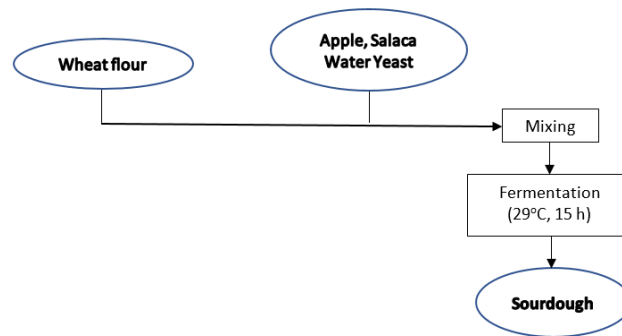 Apple, Salaca
Water Yeast
Wheat flour
Mixing
Fermentation
(29°C, 15 h)
Sourdough